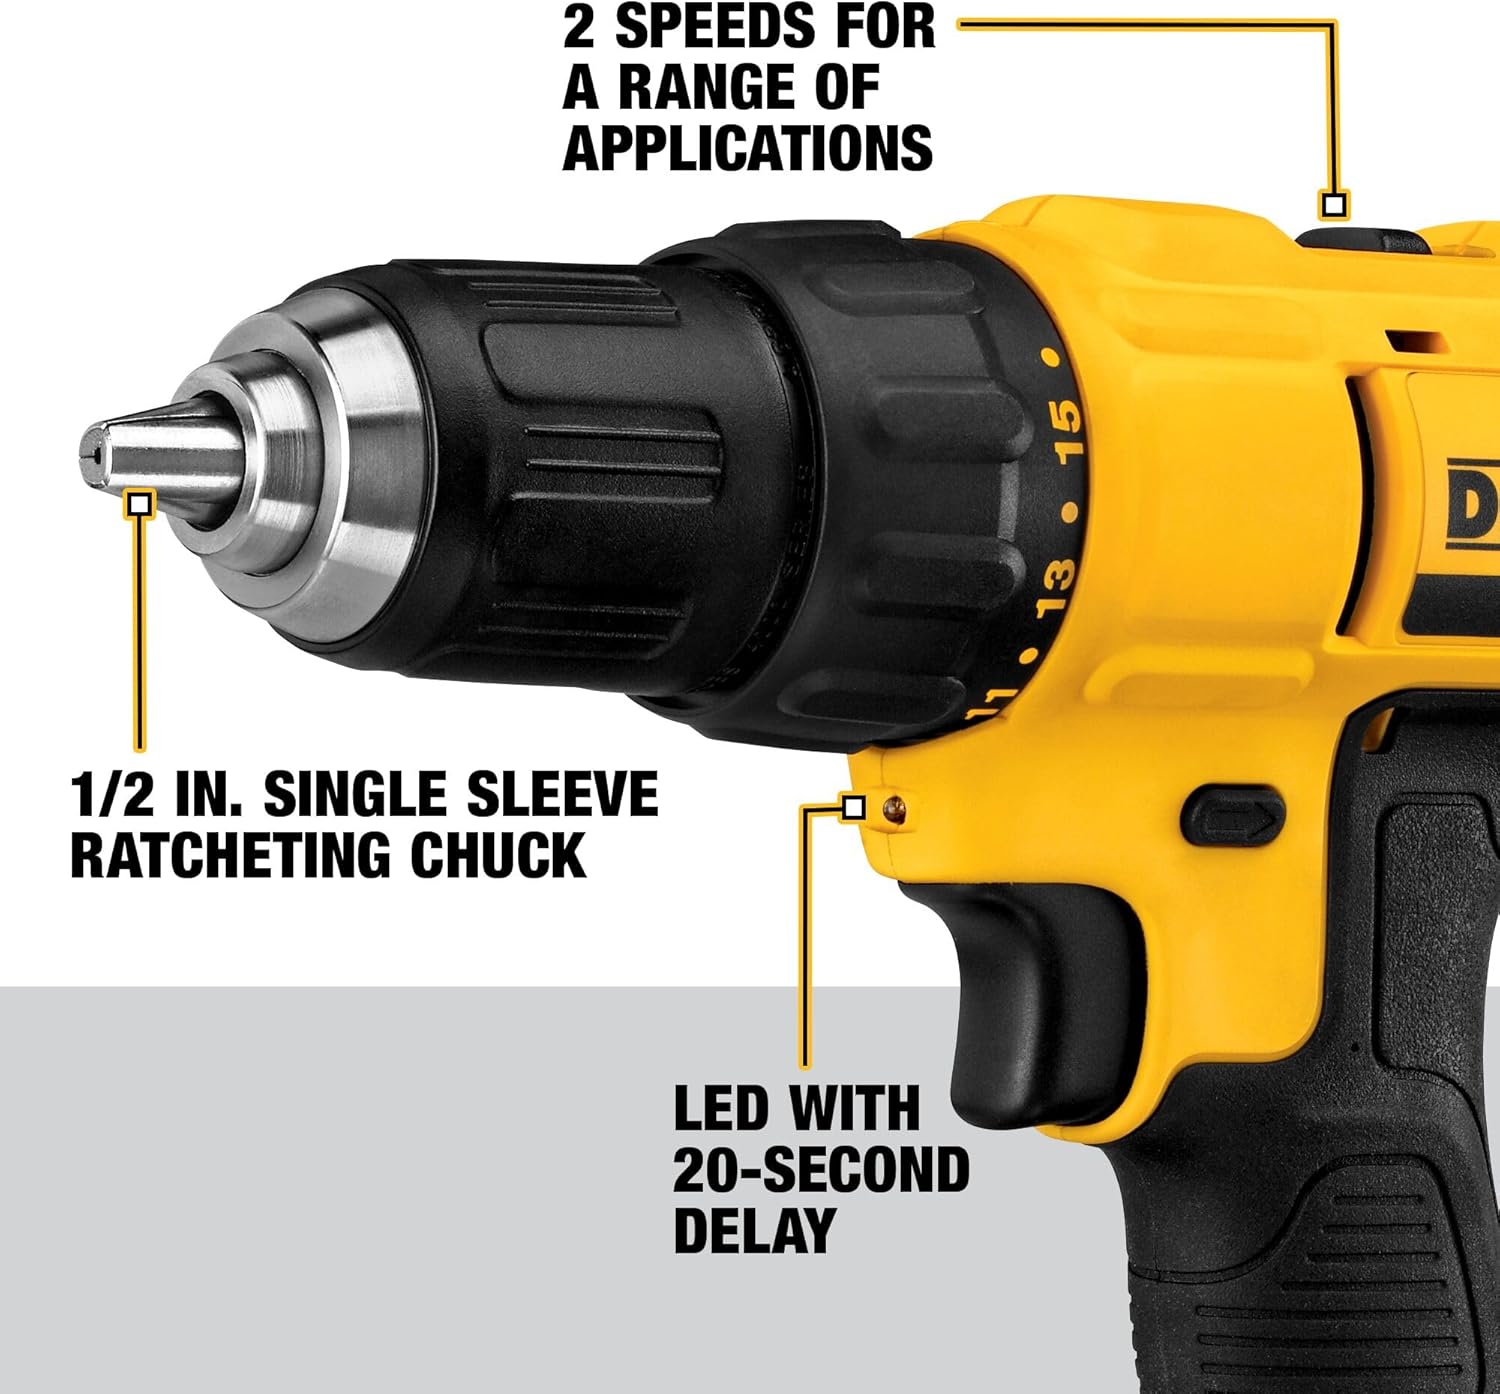 2 SPEEDS FOR
A RANGE OF
APPLICATIONS
15
13
11
1/2 IN. SINGLE SLEEVE
RATCHETING CHUCK
LED WITH
20-SECOND
DELAY